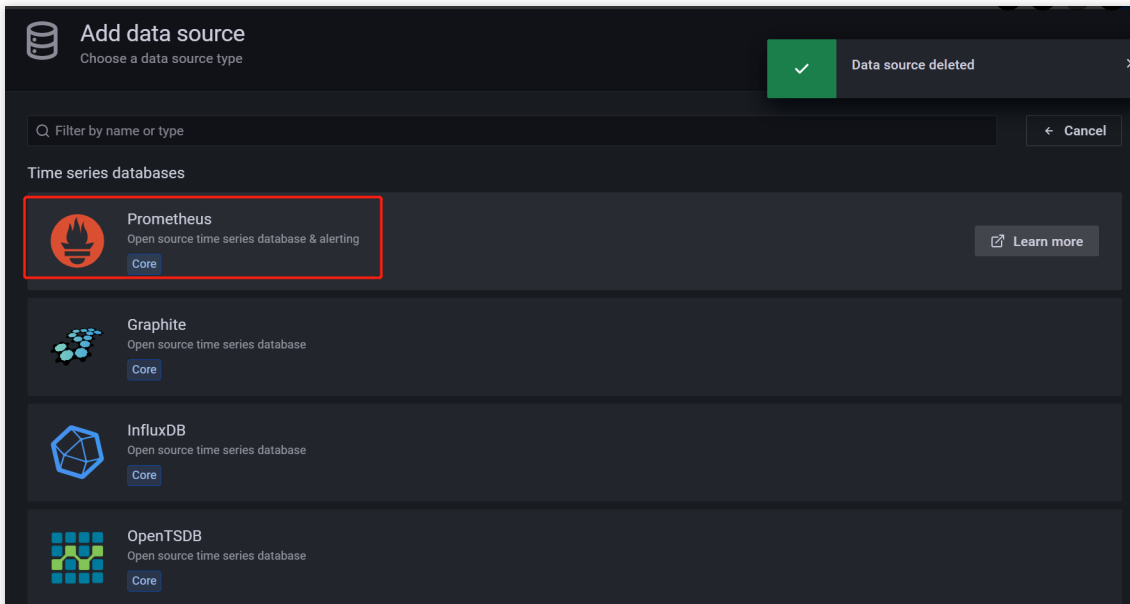 Add data source
Choose a data source type
Data source deleted
Filter by name or type
Cancel
Time series databases
Prometheus
Open source time series database & alerting
Core
Learn more
Graphite
Open source time series database
Core
InfluxDB
Open source time series database
Core
OpenTSDB
Open source time series database
Core